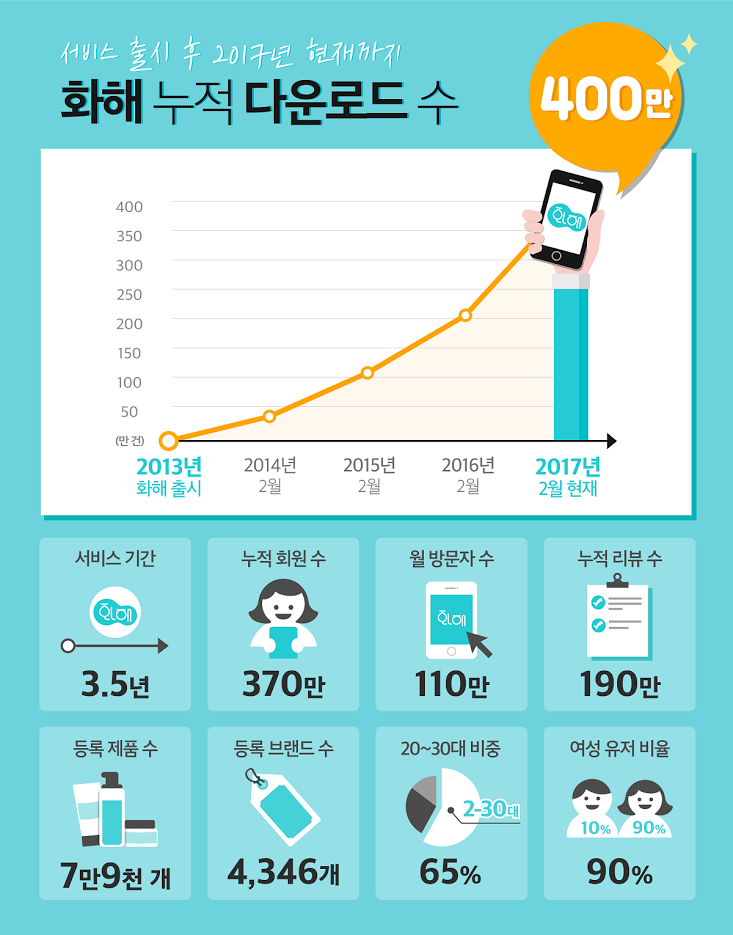 서비스 출시 후 2017년 현재까지
화해 누적 다운로드 수
400만
화해
400
350
300
250
200
150
100
50
(만 건)
2013년
화해 출시
2014년
2월
2015년
2월
2016년
2월
2017년
2월 현재
서비스 기간
화해
3.5년
누적 회원 수
370만
월 방문자 수
화해
110만
누적 리뷰 수
190만
등록 제품 수
7만9천 개
등록 브랜드 수
4,346개
20~30대 비중
2-30대
65%
여성 유저 비율
10% 90%
90%